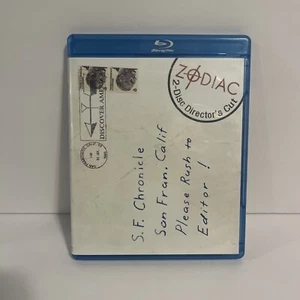 ZODIAC
2-Disc Director's Cut
DISCOVER AMERICA
S.F. Chronicle
San Fran. Calif
Please Rush to
Editor !